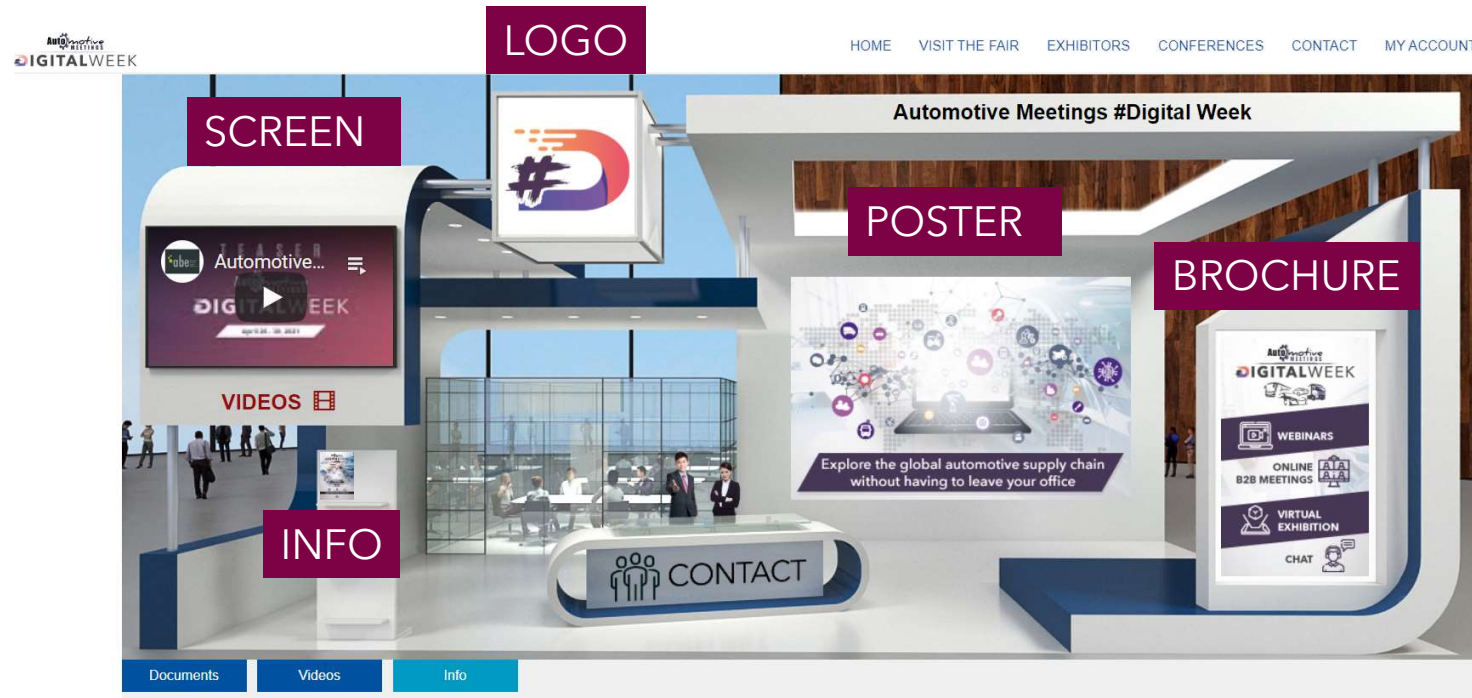 Automotive
MEETINGS
DIGITALWEEK
LOGO
HOME VISIT THE FAIR EXHIBITORS CONFERENCES CONTACT MY ACCOUNT
SCREEN
Automotive Meetings #Digital Week
#D
POSTER
BROCHURE
TEASER
abe
Automotive...
DIGITALWEEK
VIDEOS
Explore the global automotive supply chain
without having to leave your office
Automotive
MEETINGS
DIGITALWEEK
WEBINARS
ONLINE
B2B MEETINGS
VIRTUAL
EXHIBITION
CHAT
INFO
CONTACT
Documents Videos Info